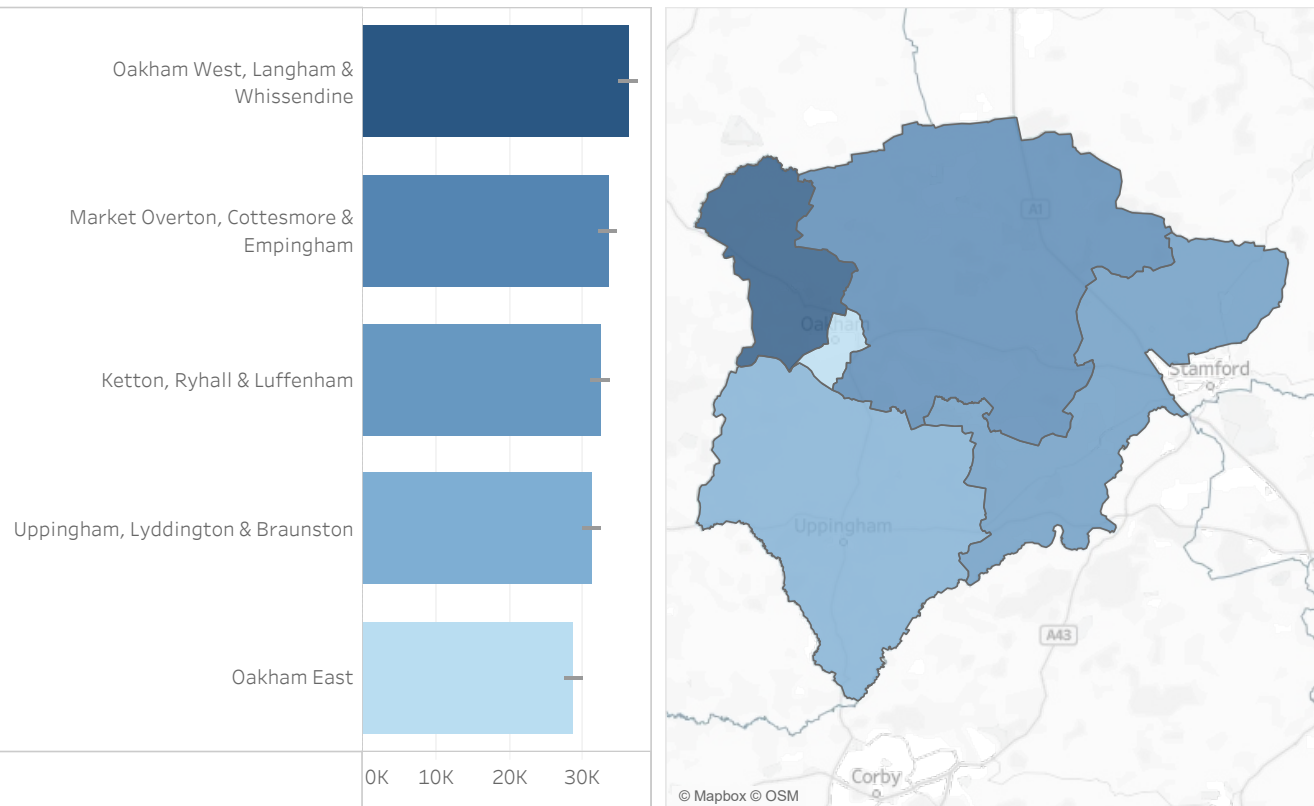 Oakham West, Langham &
Whissendine
Market Overton, Cottesmore &
Empingham
Ketton, Ryhall & Luffenham
Uppingham, Lyddington & Braunston
Oakham East
0K 10K 20K 30K
A1
Oakham
Stamford
Uppingham
A43
Corby
© Mapbox © OSM